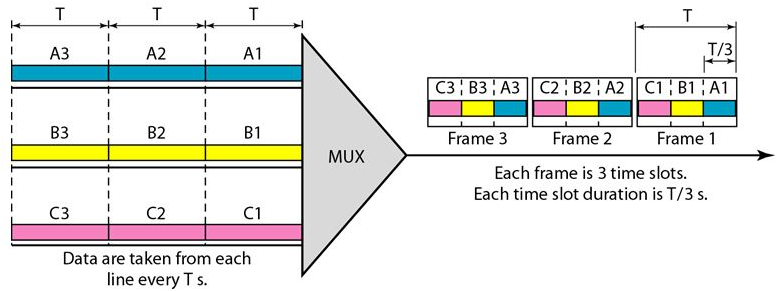 T T T
A3 A2 A1
B3 B2 B1
C3 C2 C1
Data are taken from each
line every T s.
MUX
T
T/3
C3 B3 A3 C2 B2 A2 C1 B1 A1
Frame 3 Frame 2 Frame 1
Each frame is 3 time slots.
Each time slot duration is T/3 s.